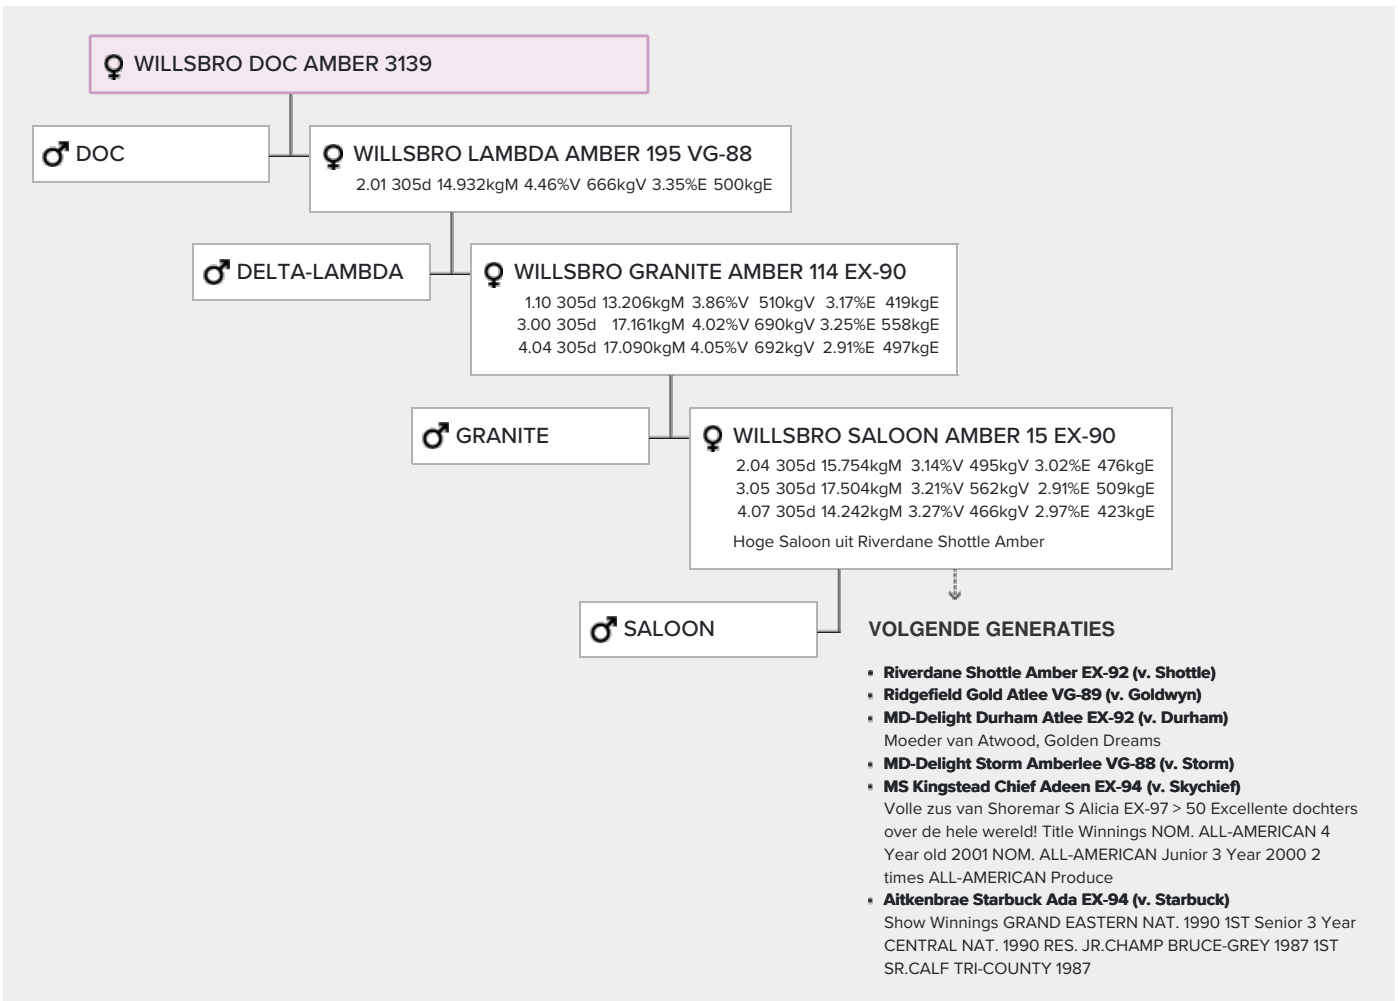 WILLSBRO DOC AMBER 3139
DOC
WILLSBRO LAMBDA AMBER 195 VG-88
2.01 305d 14.932kgM 4.46%V 666kgV 3.35%E 500kgE
DELTA-LAMBDA
WILLSBRO GRANITE AMBER 114 EX-90
1.10 305d 13.206kgM 3.86%V 510kgV 3.17%E 419kgE
3.00 305d 17.161kgM 4.02%V 690kgV 3.25%E 558kgE
4.04 305d 17.090kgM 4.05%V 692kgV 2.91%E 497kgE
GRANITE
WILLSBRO SALOON AMBER 15 EX-90
2.04 305d 15.754kgM 3.14%V 495kgV 3.02%E 476kgE
3.05 305d 17.504kgM 3.21%V 562kgV 2.91%E 509kgE
4.07 305d 14.242kgM 3.27%V 466kgV 2.97%E 423kgE
Hoge Saloon uit Riverdane Shottle Amber
SALOON
VOLGENDE GENERATIES
Riverdane Shottle Amber EX-92 (v. Shottle)
Ridgefield Gold Atlee VG-89 (v. Goldwyn)
MD-Delight Durham Atlee EX-92 (v. Durham)
Moeder van Atwood, Golden Dreams
MD-Delight Storm Amberlee VG-88 (v. Storm)
MS Kingstead Chief Adeen EX-94 (v. Skychief)
Volle zus van Shoremar S Alicia EX-97 > 50 Excellente dochters
over de hele wereld! Title Winnings NOM. ALL-AMERICAN 4
Year old 2001 NOM. ALL-AMERICAN Junior 3 Year 2000 2
times ALL-AMERICAN Produce
Aitkenbrae Starbuck Ada EX-94 (v. Starbuck)
Show Winnings GRAND EASTERN NAT. 1990 1ST Senior 3 Year
CENTRAL NAT. 1990 RES. JR.CHAMP BRUCE-GREY 1987 1ST
SR.CALF TRI-COUNTY 1987